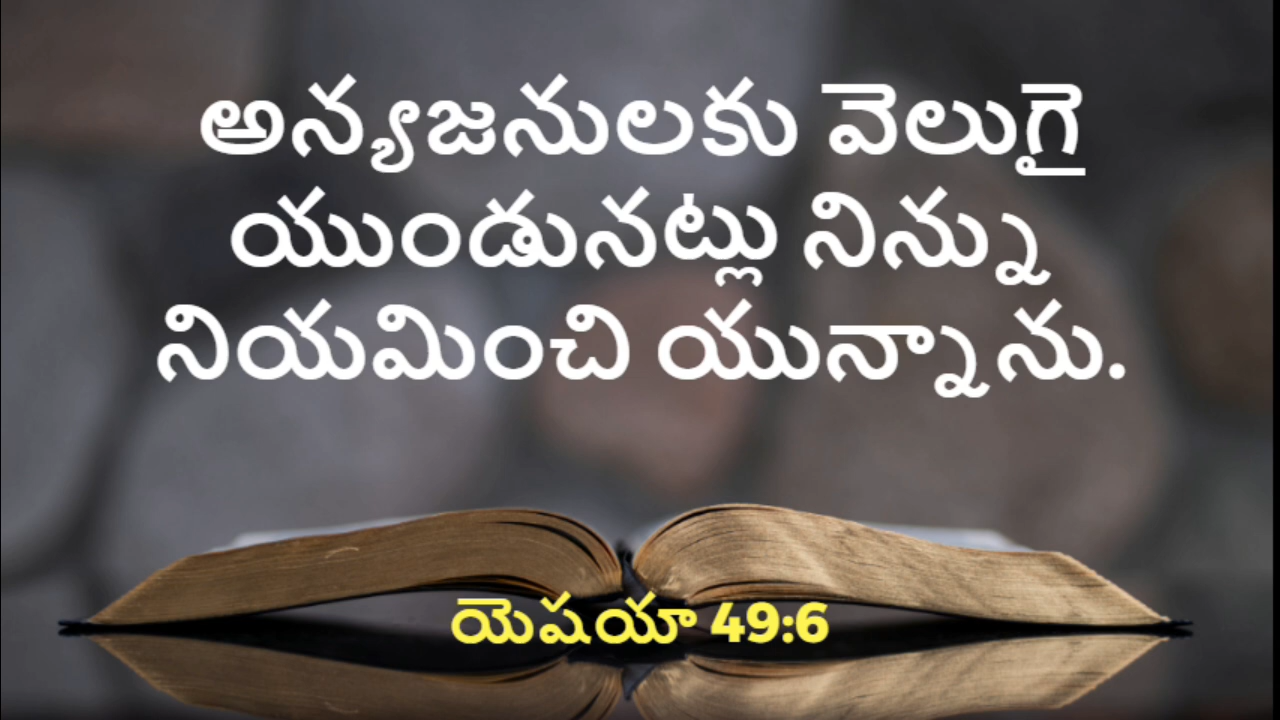 అన్యజనులకు వెలుగై
యుండునట్లు నిన్ను
నియమించి యున్నాను.
యెషయా 49:6